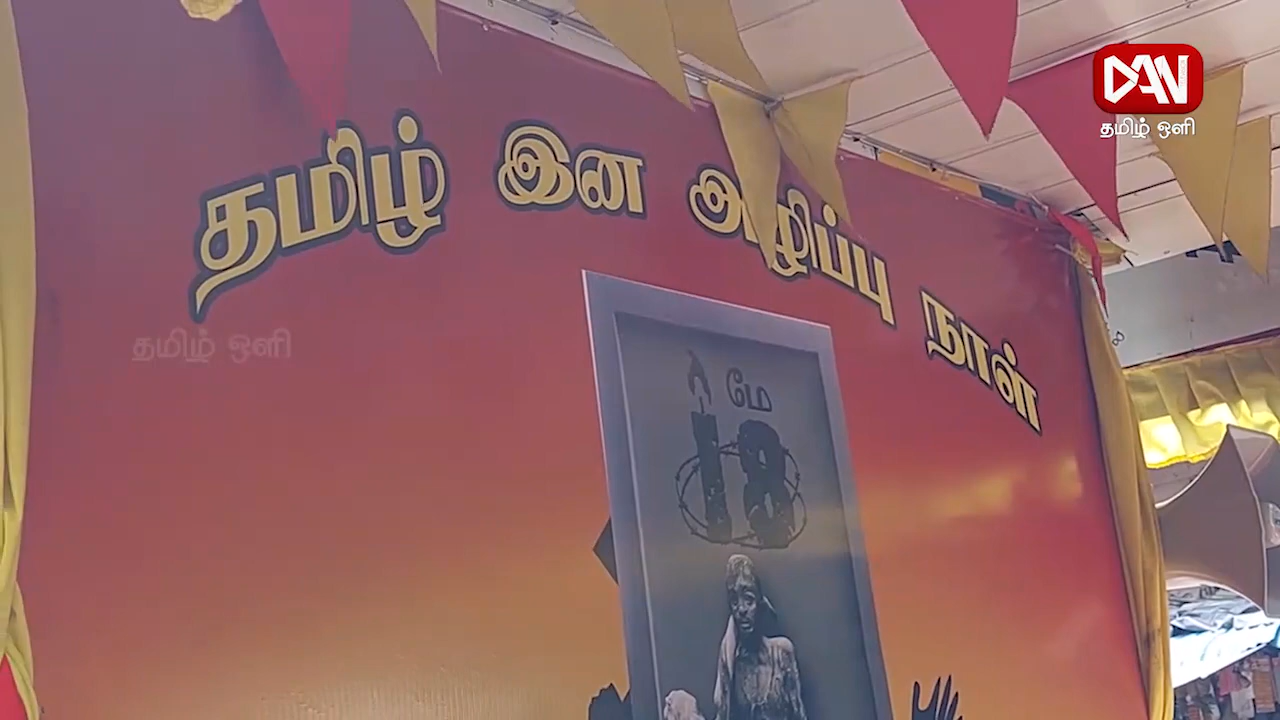 DAN
தமிழ் ஒளி
தமிழ் இன அழிப்பு நாள்
தமிழ் ஒளி
மே
18